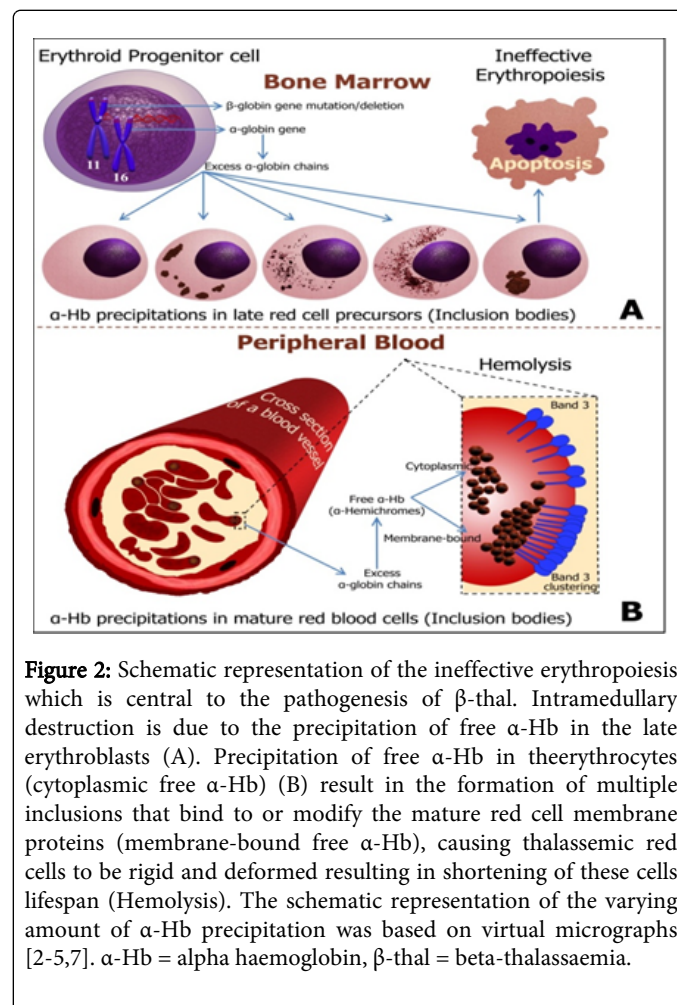 Erythroid Progenitor cell
Ineffective
Erythropoiesis
Bone Marrow
β-globin gene mutation/deletion
α-globin gene
11
16
Excess α-globin chains
Apoptosis
α-Hb precipitations in late red cell precursors (Inclusion bodies)
A
Peripheral Blood
Hemolysis
Cross section
of a blood vessel
Band 3
Cytoplasmic
Free α-Hb
(α-Hemichromes)
Membrane-bound
Excess
α-globin chains
Band 3
clustering
α-Hb precipitations in mature red blood cells (Inclusion bodies)
B
Figure 2: Schematic representation of the ineffective erythropoiesis
which is central to the pathogenesis of β-thal. Intramedullary
destruction is due to the precipitation of free α-Hb in the late
erythroblasts (A). Precipitation of free α-Hb in theerythrocytes
(cytoplasmic free α-Hb) (B) result in the formation of multiple
inclusions that bind to or modify the mature red cell membrane
proteins (membrane-bound free α-Hb), causing thalassemic red
cells to be rigid and deformed resulting in shortening of these cells
lifespan (Hemolysis). The schematic representation of the varying
amount of α-Hb precipitation was based on virtual micrographs
[2-5,7]. α-Hb = alpha haemoglobin, β-thal = beta-thalassaemia.